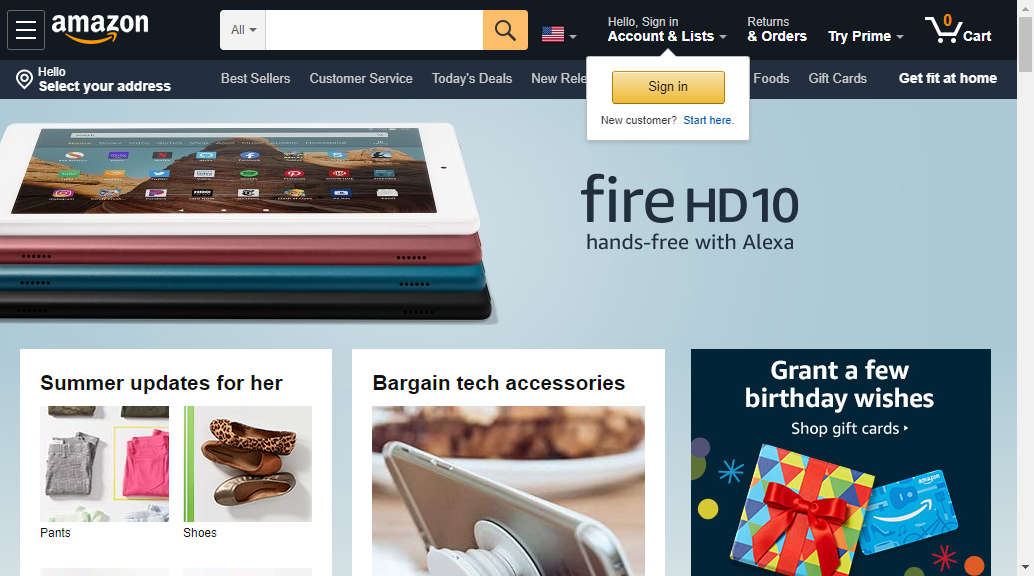 amazon
All
Hello, Sign in
Account & Lists
Returns
& Orders
Try Prime
0
Cart
Hello
Select your address
Best Sellers
Customer Service
Today's Deals
New Rele
Foods
Gift Cards
Get fit at home
Sign in
New customer? Start here.
fire HD 10
hands-free with Alexa
Summer updates for her
Pants
Shoes
Bargain tech accessories
Grant a few
birthday wishes
Shop gift cards
amazon